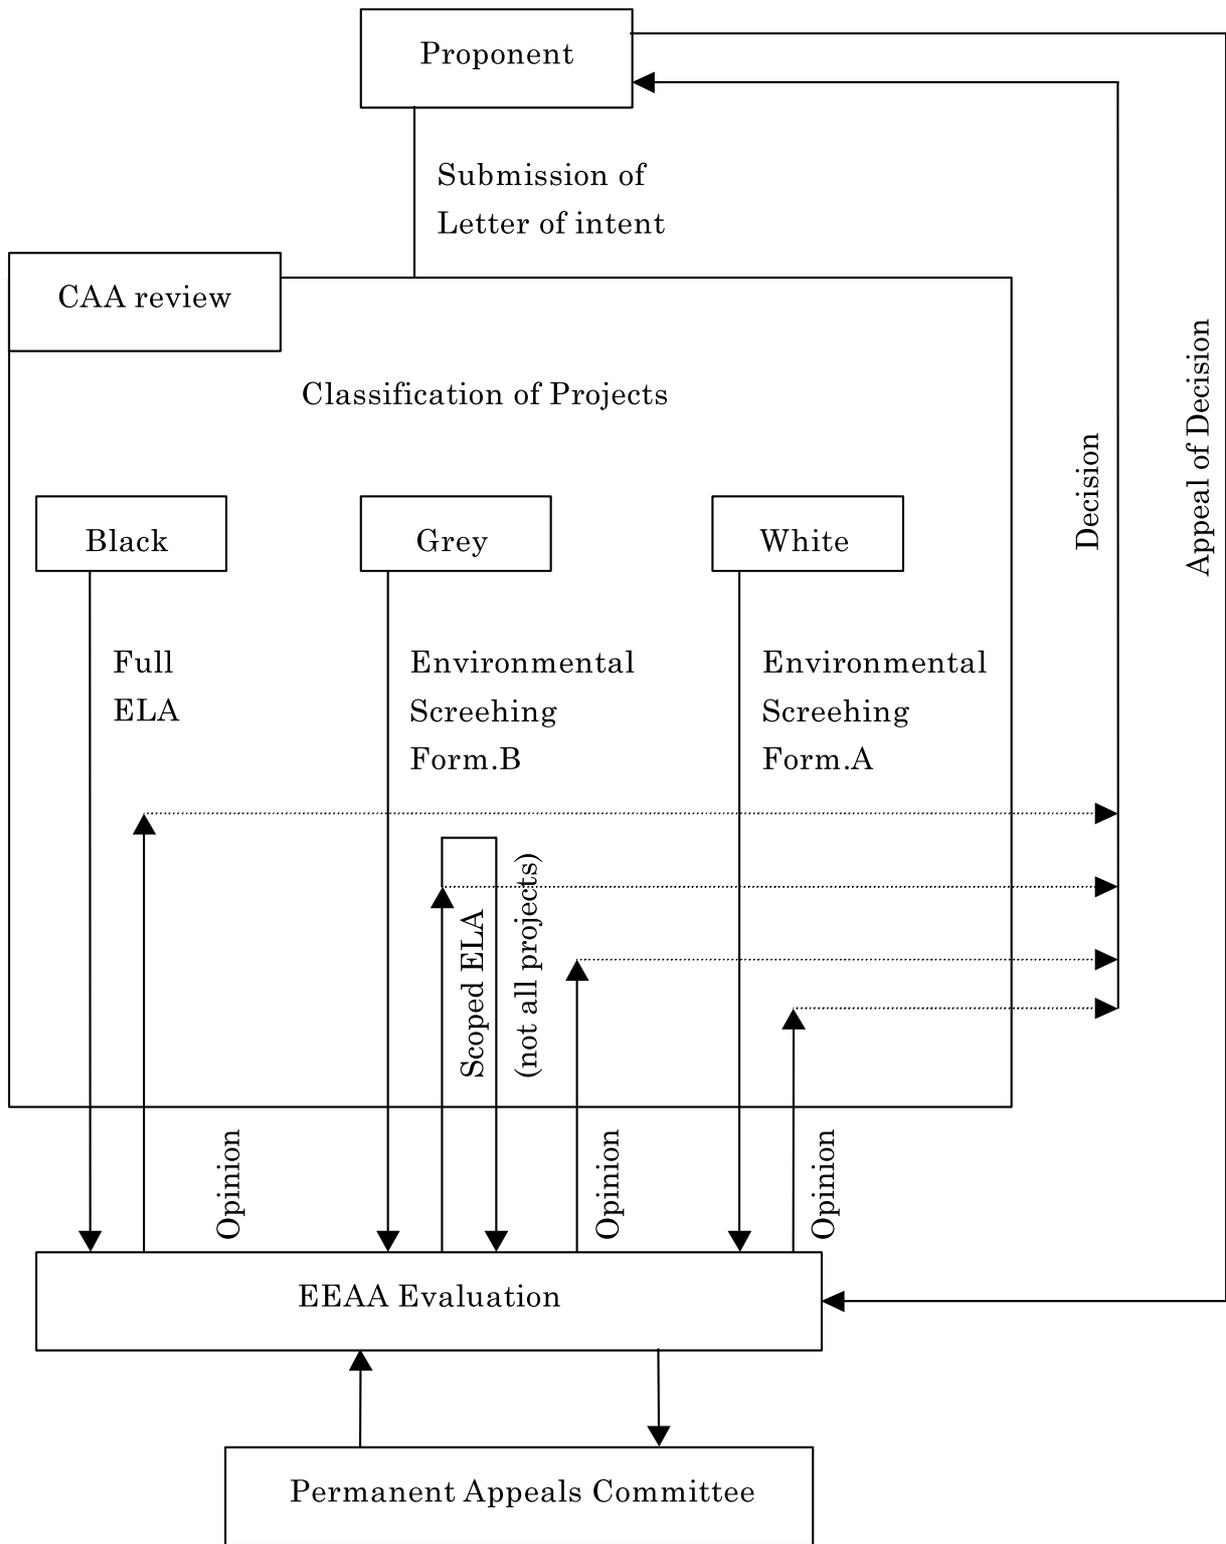 Proponent
Submission of
Letter of intent
CAA review
Classification of Projects
Decision
Appeal of Decision
Black
Grey
White
Full
ELA
Environmental
Screehing
Form.B
Environmental
Screehing
Form.A
Scoped ELA
(not all projects)
Opinion
Opinion
Opinion
EEAA Evaluation
Permanent Appeals Committee